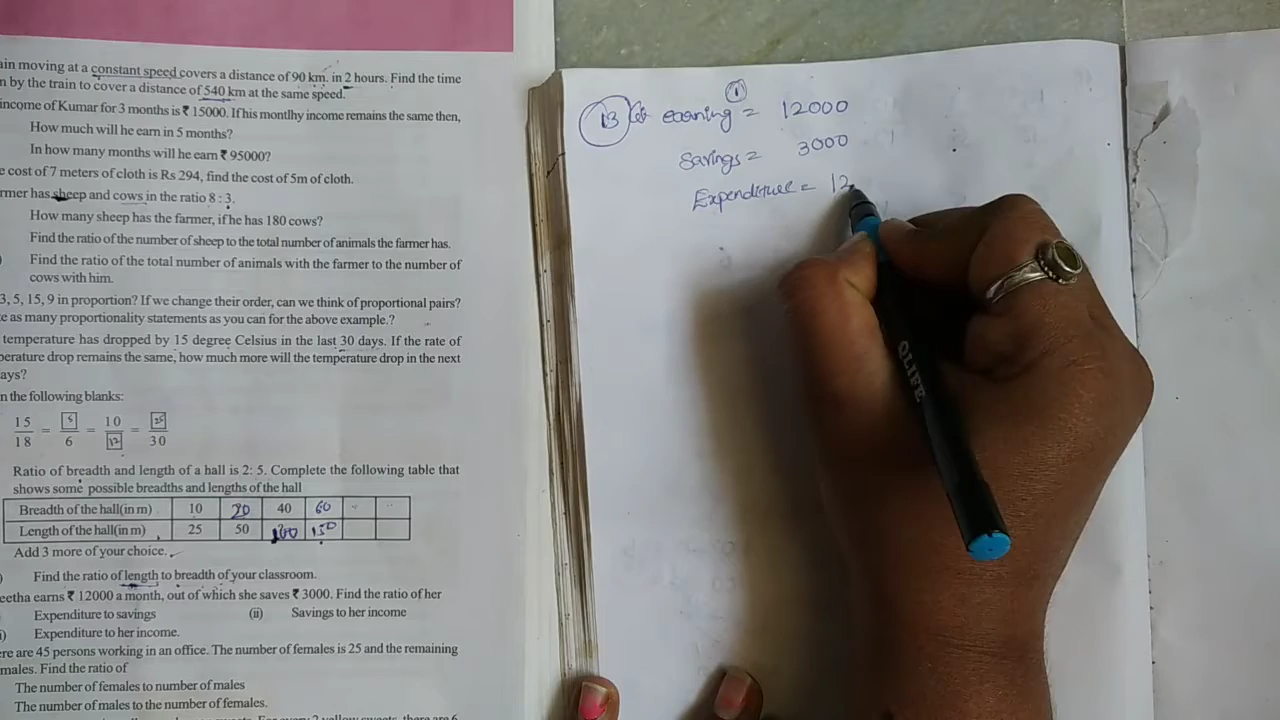 ain moving at a constant speed covers a distance of 90 km. in 2 hours. Find the time
n by the train to cover a distance of 540 km at the same speed.
income of Kumar for 3 months is ₹ 15000. If his montlhy income remains the same then,
How much will he earn in 5 months?
In how many months will he earn ₹ 95000?
e cost of 7 meters of cloth is Rs 294, find the cost of 5m of cloth.
rmer has sheep and cows in the ratio 8 : 3.
How many sheep has the farmer, if he has 180 cows?
Find the ratio of the number of sheep to the total number of animals the farmer has.
) Find the ratio of the total number of animals with the farmer to the number of
cows with him.
3, 5, 15, 9 in proportion? If we change their order, can we think of proportional pairs?
e as many proportionality statements as you can for the above example.?
temperature has dropped by 15 degree Celsius in the last 30 days. If the rate of
perature drop remains the same, how much more will the temperature drop in the next
ays?
n the following blanks:
15/18 = 5/6 = 10/12 = 25/30
Ratio of breadth and length of a hall is 2: 5. Complete the following table that
shows some possible breadths and lengths of the hall
Breadth of the hall(in m) 10 20 40 60
Length of the hall(in m) 25 50 100 150
Add 3 more of your choice.
) Find the ratio of length to breadth of your classroom.
eetha earns ₹ 12000 a month, out of which she saves ₹ 3000. Find the ratio of her
Expenditure to savings (ii) Savings to her income
i) Expenditure to her income.
ere are 45 persons working in an office. The number of females is 25 and the remaining
males. Find the ratio of
The number of females to number of males
The number of males to the number of females.
13 earning = 12000
(1)
Savings = 3000
Expenditure = 12
OLIFE